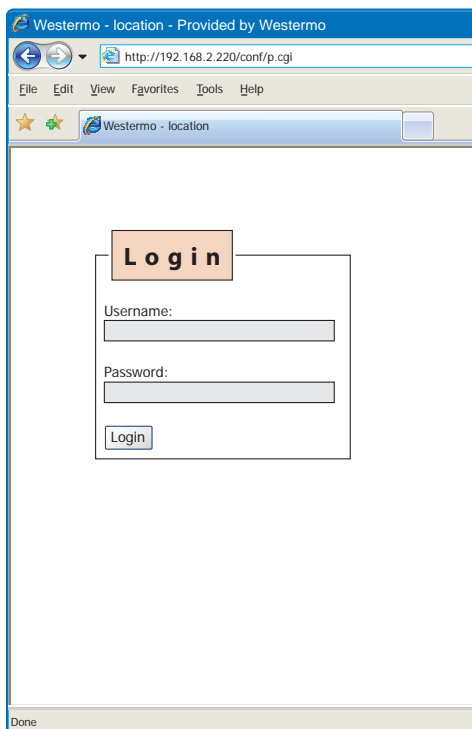 Westermo - location - Provided by Westermo
http://192.168.2.220/conf/p.cgi
File Edit View Favorites Tools Help
Westermo - location
Login
Username:
Password:
Login
Done